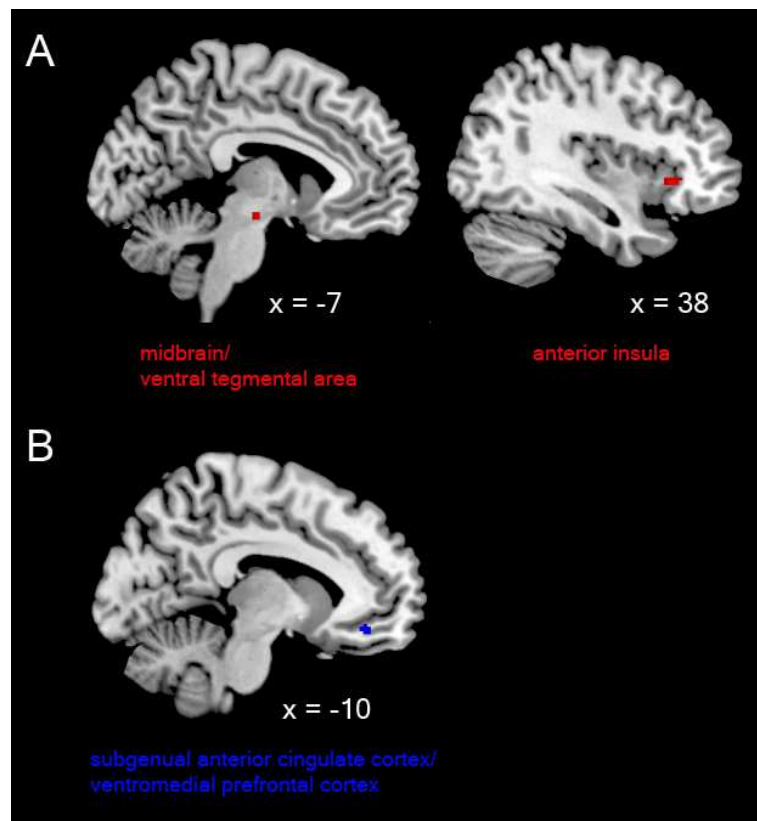 A
x = -7
x = 38
midbrain/
ventral tegmental area
anterior insula
B
x = -10
subgenual anterior cingulate cortex/
ventromedial prefrontal cortex